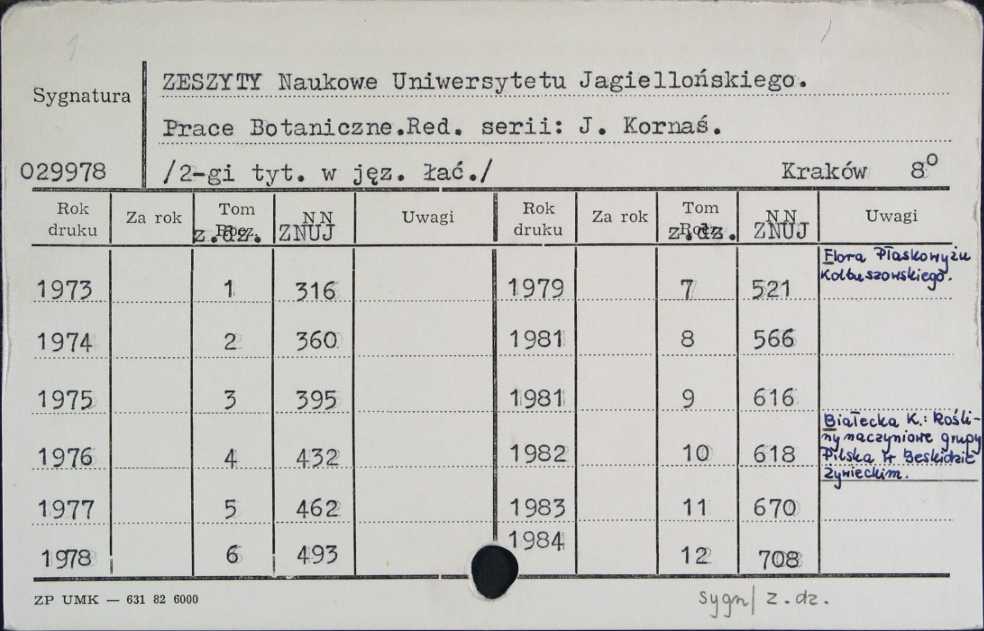 ZESZYTY Naukowe Uniwersytetu Jagiellońskiego.
Sygnatura
Prace Botaniczne.Red. serii: J. Kornaś.
029978 /2-gi tyt. w jęz. łać./ Kraków 8°
Rok druku Za rok Tom Rocz. z.dz. NN ZNUJ Uwagi Rok druku Za rok Tom Rocz. z.dz. NN ZNUJ Uwagi
Flora Płaskowyżu
Kolbuszowskiego.
1973 1 316 1979 7 521
1974 2 360 1981 8 566
1975 3 395 1981 9 616
Białecka K.: Rośli-
ny naczyniowe grupy
Pilska w Beskidzie
Żywieckim.
1976 4 432 1982 10 618
1977 5 462 1983 11 670
1978 6 493 1984 12 708
ZP UMK — 631 82 6000
sygn/ z.dz.